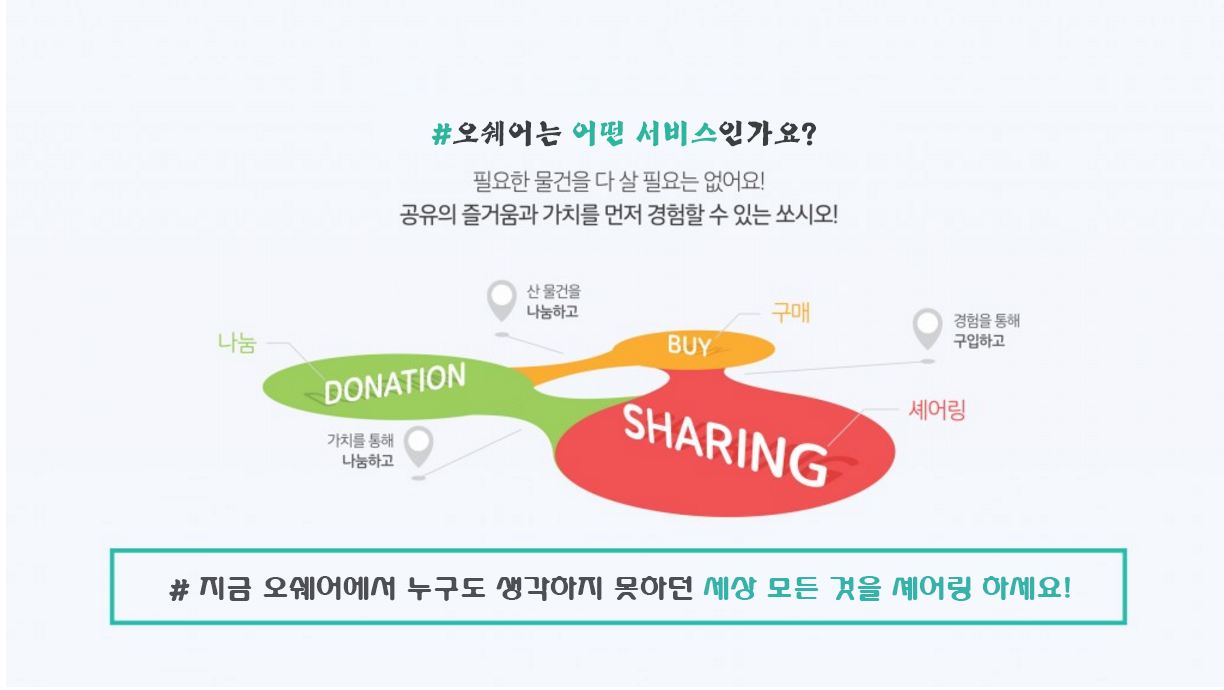 #오쉐어는 어떤 서비스인가요?
필요한 물건을 다 살 필요는 없어요!
공유의 즐거움과 가치를 먼저 경험할 수 있는 쏘시오!
산 물건을
나눔하고
구매
경험을 통해
구입하고
나눔
BUY
DONATION
셰어링
SHARING
가치를 통해
나눔하고
# 지금 오쉐어에서 누구도 생각하지 못하던 세상 모든 것을 셰어링 하세요!